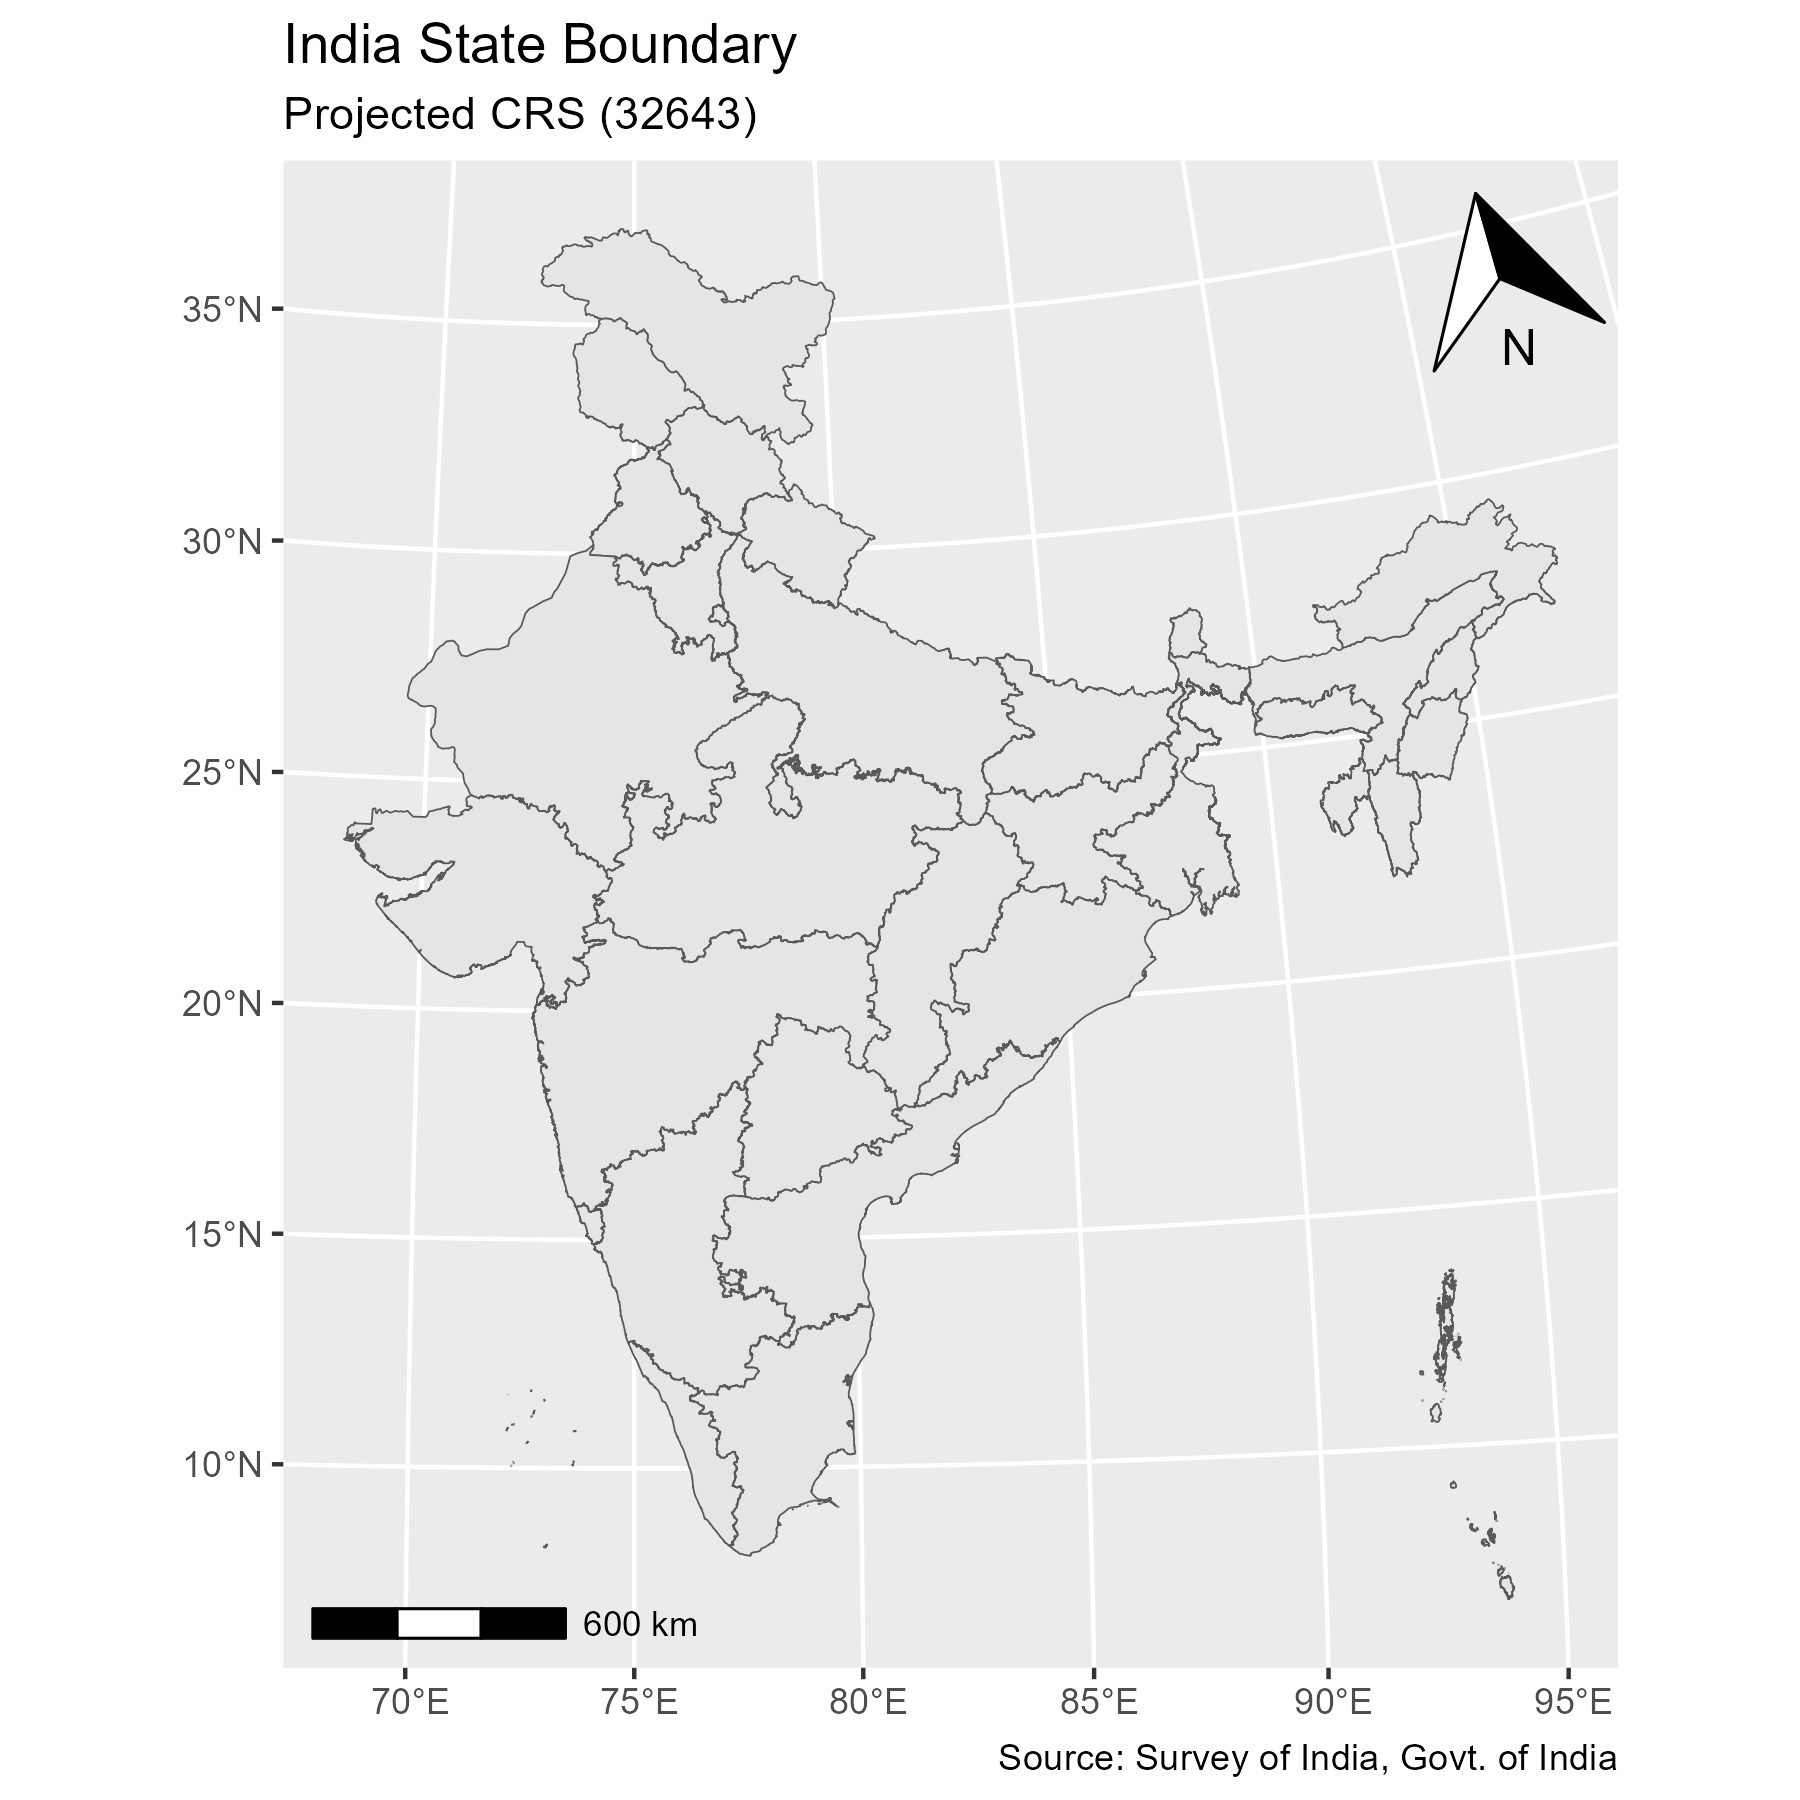 India State Boundary
Projected CRS (32643)
N
35°N
30°N
25°N
20°N
15°N
10°N
600 km
70°E 75°E 80°E 85°E 90°E 95°E
Source: Survey of India, Govt. of India